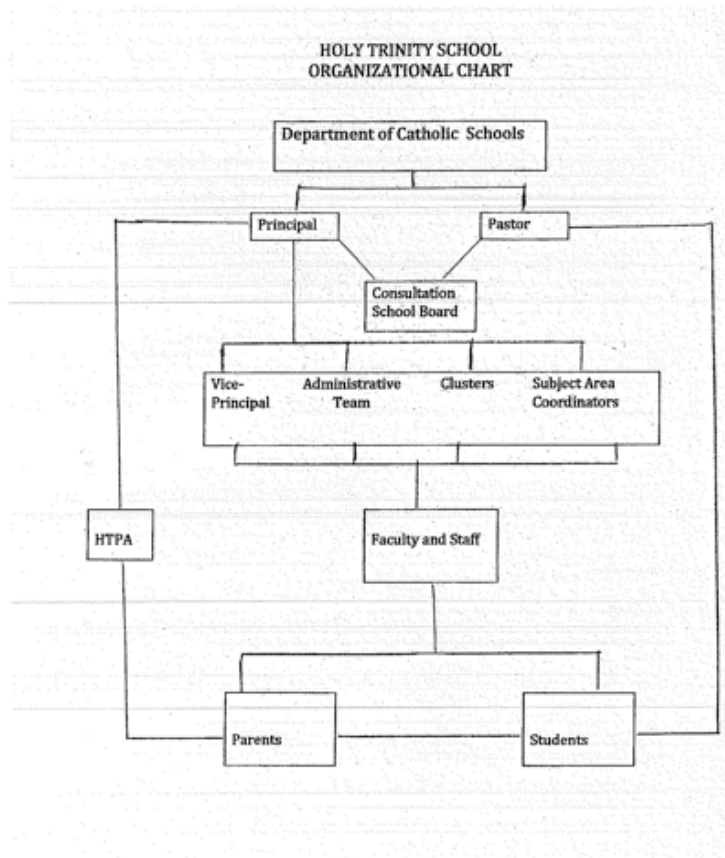 HOLY TRINITY SCHOOL
ORGANIZATIONAL CHART
Department of Catholic Schools
Principal
Pastor
Consultation
School Board
Vice-
Principal
Administrative
Team
Clusters
Subject Area
Coordinators
HTPA
Faculty and Staff
Parents
Students